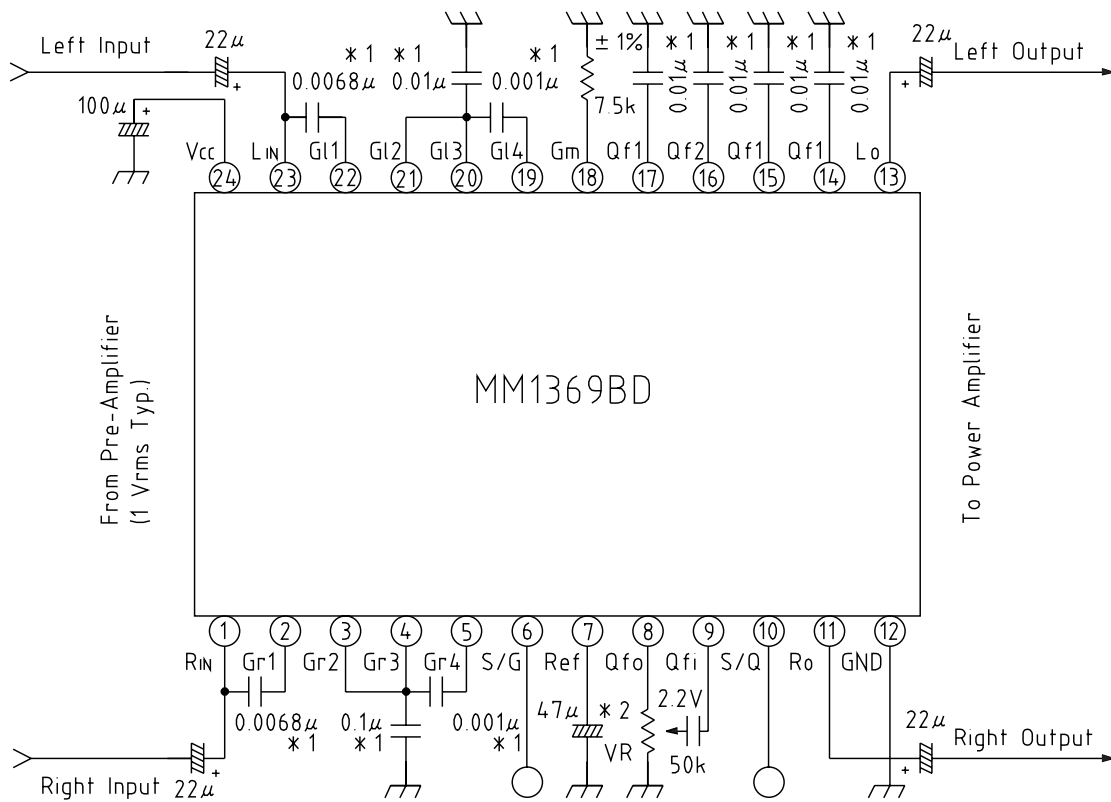 Left Input
22μ
+
100μ
+
* 1
0.0068μ
* 1
0.01μ
* 1
0.001μ
± 1%
7.5k
* 1
0.01μ
* 1
0.01μ
* 1
0.01μ
* 1
0.01μ
22μ
+
Left Output
Vcc LIN Gl1 Gl2 Gl3 Gl4 Gm Qf1 Qf2 Qf1 Qf1 Lo
24 23 22 21 20 19 18 17 16 15 14 13
From Pre-Amplifier
(1 Vrms Typ.)
MM1369BD
To Power Amplifier
1 2 3 4 5 6 7 8 9 10 11 12
RIN Gr1 Gr2 Gr3 Gr4 S/G Ref Qfo Qfi S/Q Ro GND
0.0068μ
* 1
0.1μ
* 1
0.001μ
* 1
47μ
* 2
VR
2.2V
50k
22μ
+
Right Output
Right Input
22μ
+